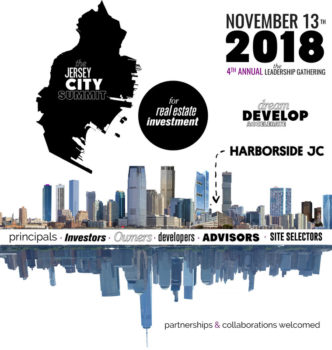 the
JERSEY
CITY
SUMMIT
for
real estate
investment
NOVEMBER 13TH
2018
4TH ANNUAL the LEADERSHIP GATHERING
dream
DEVELOP
ACCELERATE
HARBORSIDE JC
principals · Investors · Owners · developers · ADVISORS · SITE SELECTORS
partnerships & collaborations welcomed